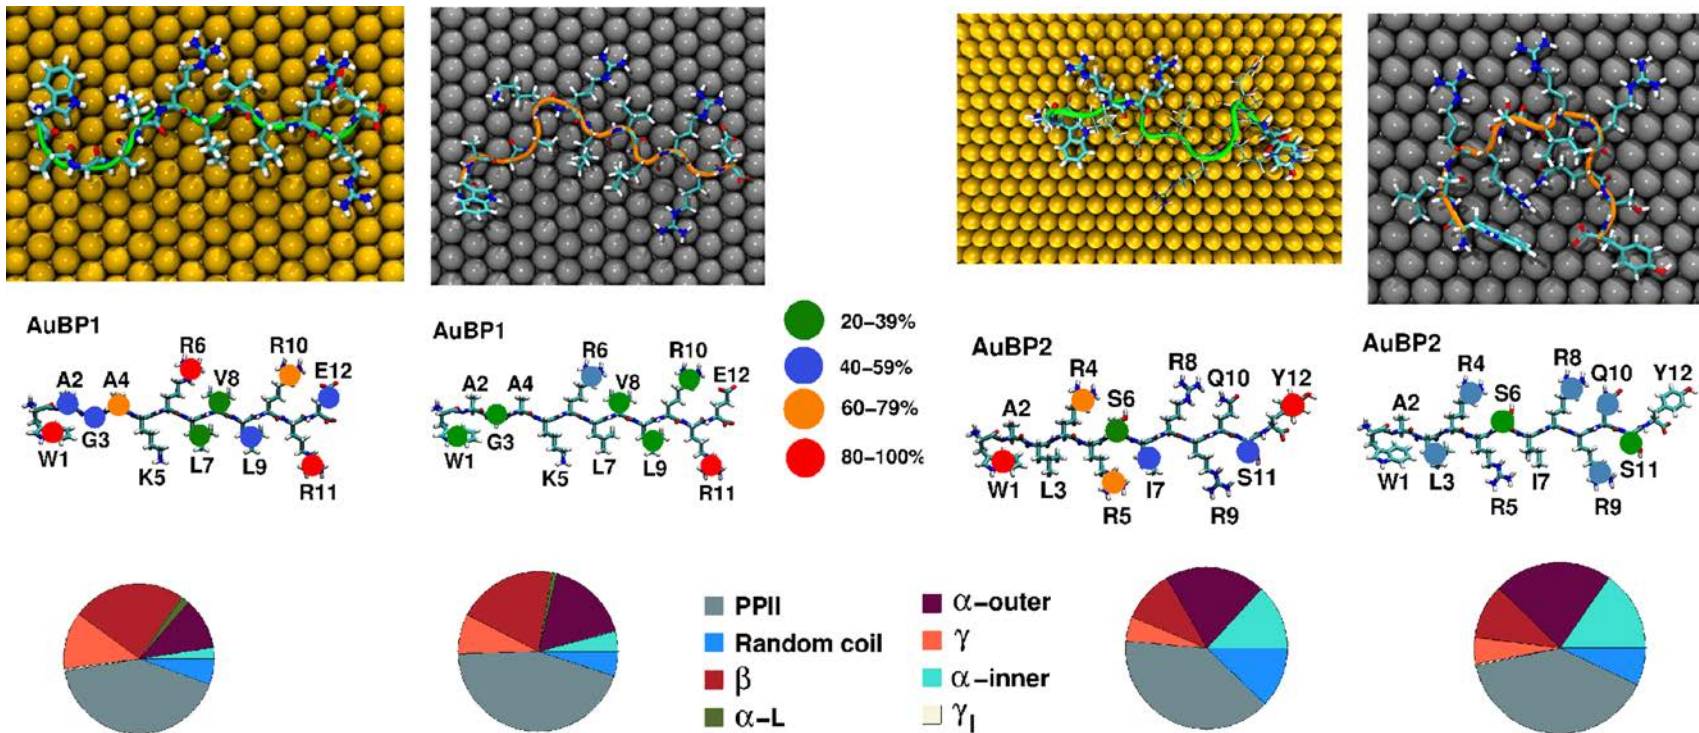 AuBP1
A2
A4
R6
V8
R10
E12
W1
G3
K5
L7
L9
R11
AuBP1
A2
A4
R6
V8
R10
E12
W1
G3
K5
L7
L9
R11
20–39%
40–59%
60–79%
80–100%
AuBP2
A2
R4
S6
R8
Q10
Y12
W1
L3
R5
I7
R9
S11
AuBP2
A2
R4
S6
R8
Q10
Y12
W1
L3
R5
I7
R9
S11
PPII
Random coil
β
α–L
α–outer
γ
α–inner
γI